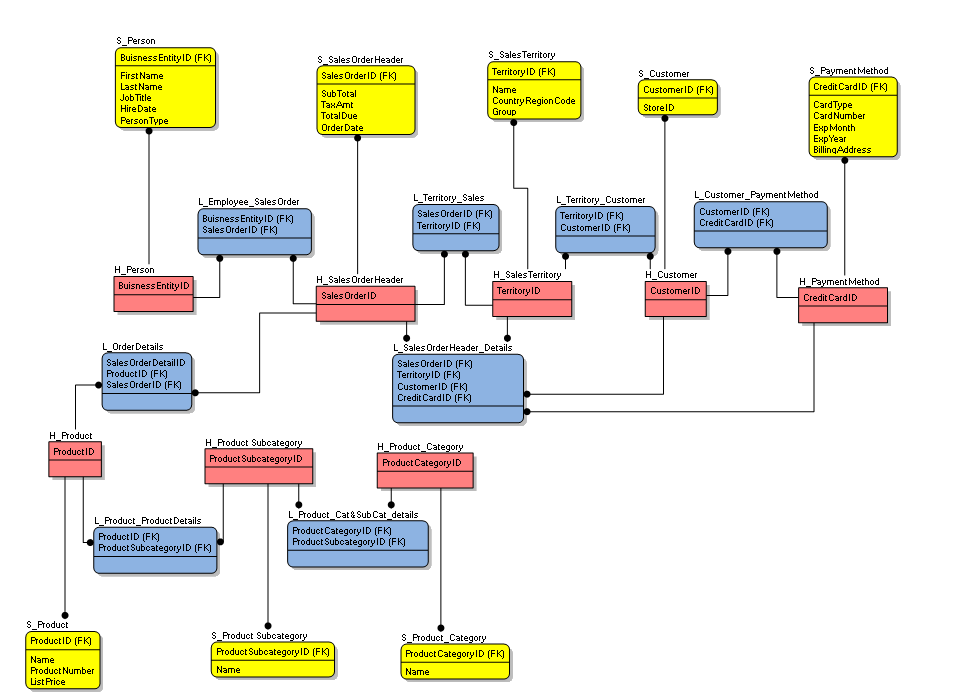 S_Person
BuisnessEntityID (FK)
FirstName
LastName
JobTitle
HireDate
PersonType
S_SalesOrderHeader
SalesOrderID (FK)
SubTotal
TaxAmt
TotalDue
OrderDate
S_SalesTerritory
TerritoryID (FK)
Name
CountryRegionCode
Group
S_Customer
CustomerID (FK)
StoreID
S_PaymentMethod
CreditCardID (FK)
CardType
CardNumber
ExpMonth
ExpYear
BillingAddress
L_Employee_SalesOrder
BuisnessEntityID (FK)
SalesOrderID (FK)
L_Territory_Sales
SalesOrderID (FK)
TerritoryID (FK)
L_Territory_Customer
TerritoryID (FK)
CustomerID (FK)
L_Customer_PaymentMethod
CustomerID (FK)
CreditCardID (FK)
H_Person
BuisnessEntityID
H_SalesOrderHeader
SalesOrderID
H_SalesTerritory
TerritoryID
H_Customer
CustomerID
H_PaymentMethod
CreditCardID
L_OrderDetails
SalesOrderDetailID
ProductID (FK)
SalesOrderID (FK)
L_SalesOrderHeader_Details
SalesOrderID (FK)
TerritoryID (FK)
CustomerID (FK)
CreditCardID (FK)
H_Product
ProductID
H_Product Subcategory
ProductSubcategoryID
H_Product_Category
ProductCategoryID
L_Product_ProductDetails
ProductID (FK)
ProductSubcategoryID (FK)
L_Product_Cat&SubCat_details
ProductCategoryID (FK)
ProductSubcategoryID (FK)
S_Product
ProductID (FK)
Name
ProductNumber
ListPrice
S_Product Subcategory
ProductSubcategoryID (FK)
Name
S_Product_Category
ProductCategoryID (FK)
Name